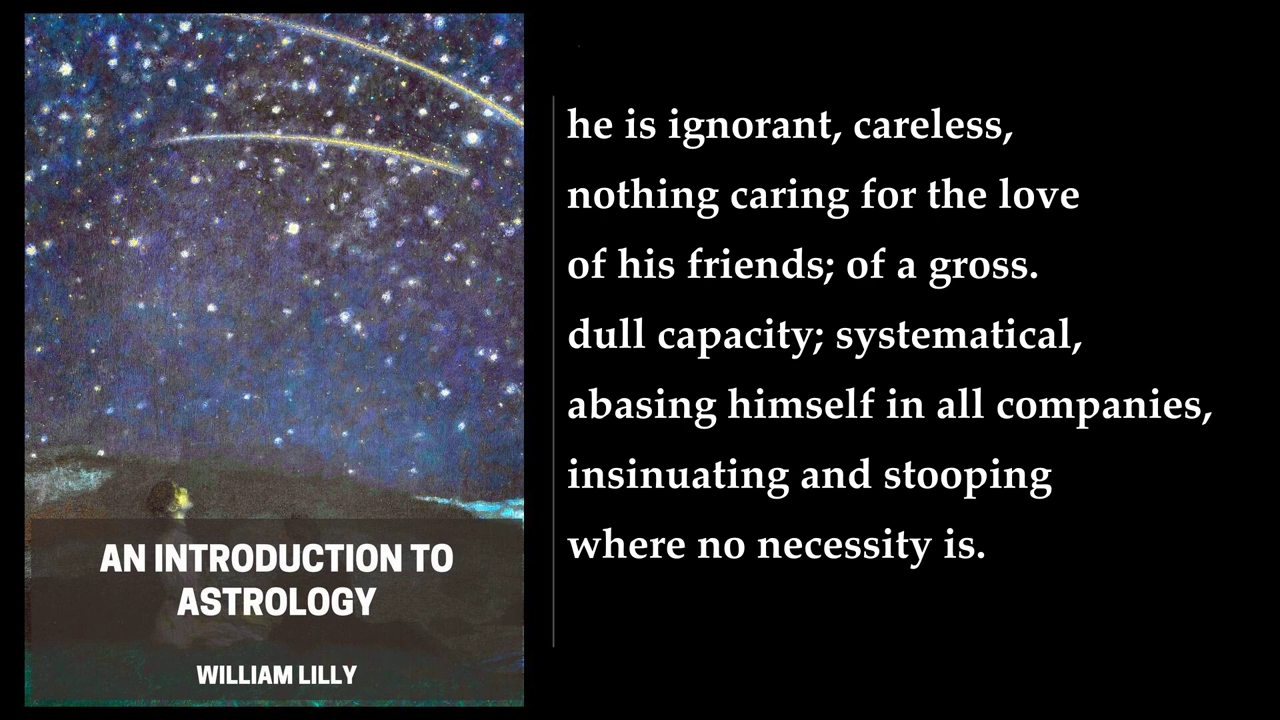 he is ignorant, careless,
nothing caring for the love
of his friends; of a gross.
dull capacity; systematical,
abasing himself in all companies,
insinuating and stooping
where no necessity is.
AN INTRODUCTION TO
ASTROLOGY
WILLIAM LILLY